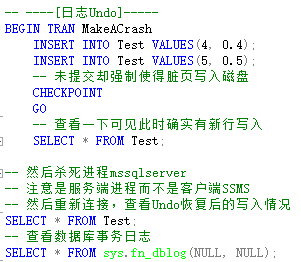 -- ----[日志Undo]-----
BEGIN TRAN MakeACrash
INSERT INTO Test VALUES(4, 0.4);
INSERT INTO Test VALUES(5, 0.5);
-- 未提交却强制使得脏页写入磁盘
CHECKPOINT
GO
-- 查看一下可见此时确实有新行写入
SELECT * FROM Test;
-- 然后杀死进程mssqlserver
-- 注意是服务端进程而不是客户端SSMS
-- 然后重新连接，查看Undo恢复后的写入情况
SELECT * FROM Test;
-- 查看数据库事务日志
SELECT * FROM sys.fn_dblog(NULL, NULL);